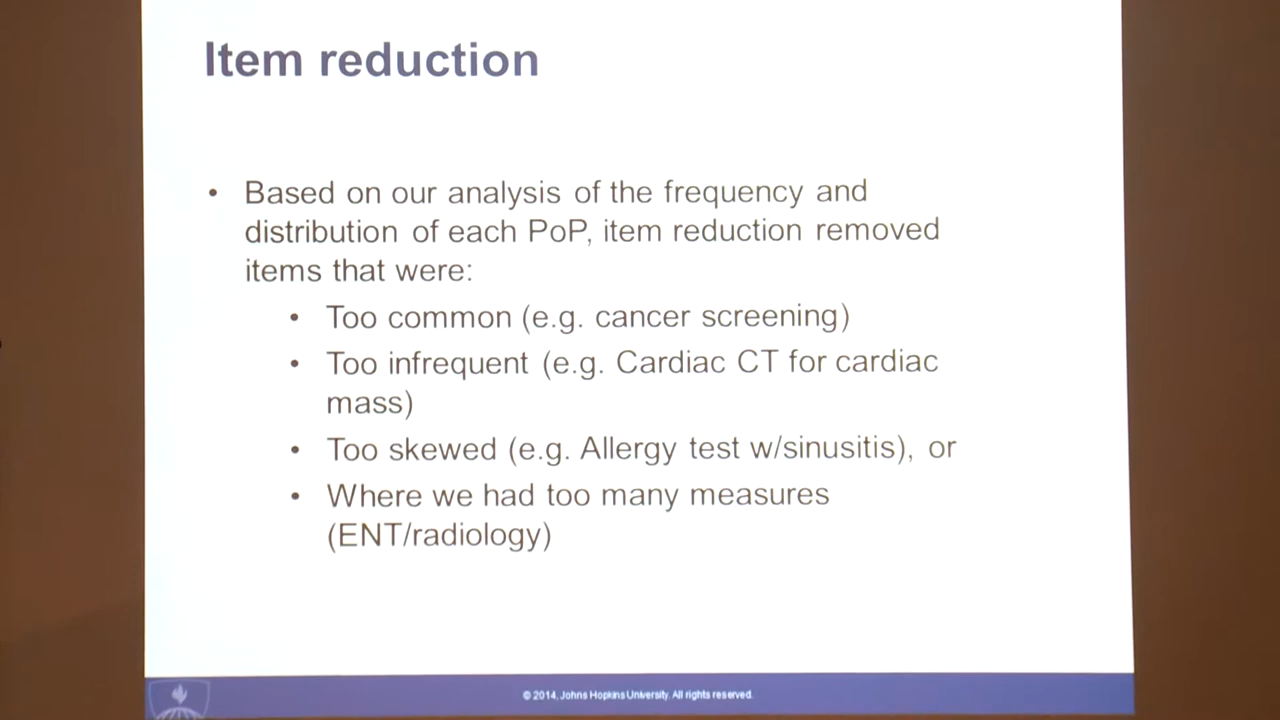 Item reduction
• Based on our analysis of the frequency and
distribution of each PoP, item reduction removed
items that were:
• Too common (e.g. cancer screening)
• Too infrequent (e.g. Cardiac CT for cardiac
mass)
• Too skewed (e.g. Allergy test w/sinusitis), or
• Where we had too many measures
(ENT/radiology)
© 2014, Johns Hopkins University. All rights reserved.